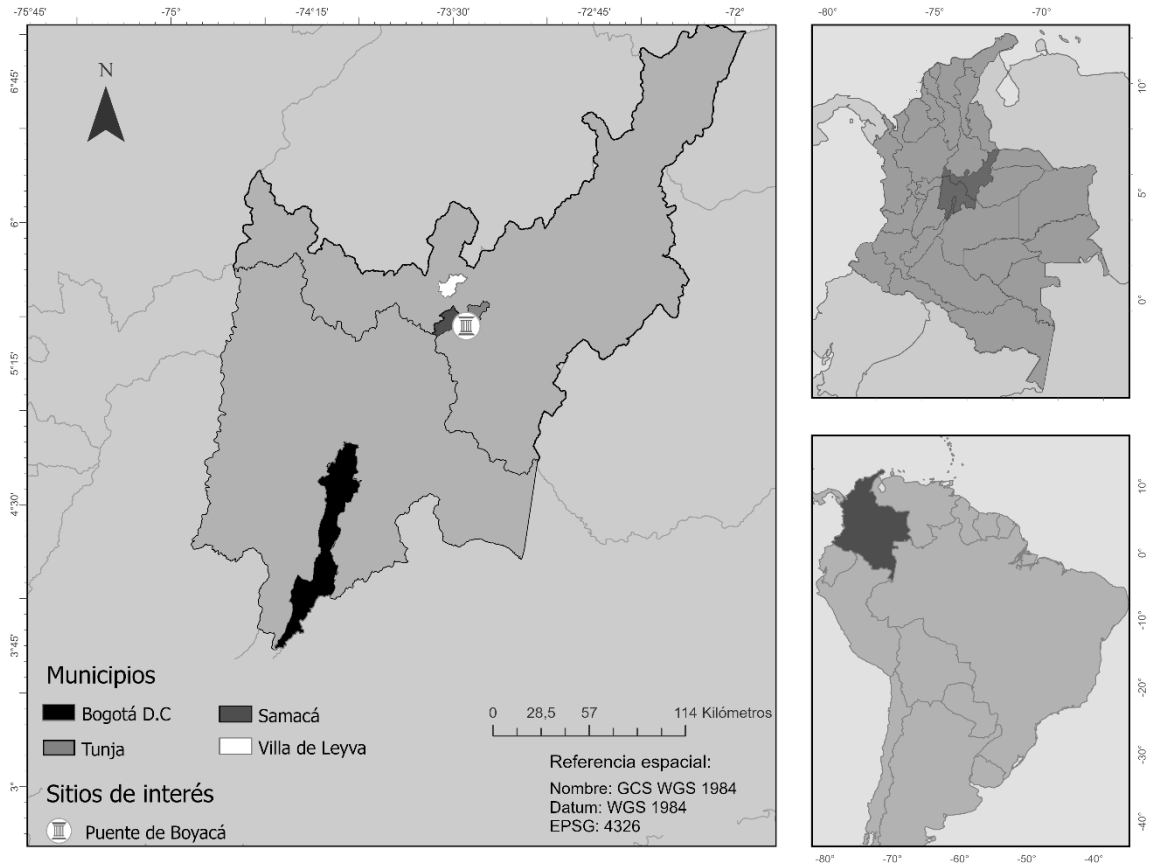 -75°45' -75° -74°15' -73°30' -72°45' -72°
6°45'
6°
5°15'
4°30'
3°45'
3°
N
Municipios
Bogotá D.C
Samacá
Tunja
Villa de Leyva
Sitios de interés
Puente de Boyacá
0 28,5 57 114 Kilómetros
Referencia espacial:
Nombre: GCS WGS 1984
Datum: WGS 1984
EPSG: 4326
-80° -75° -70°
10°
5°
0°
10°
0°
-10°
-20°
-30°
-40°
-80° -70° -60° -50° -40°